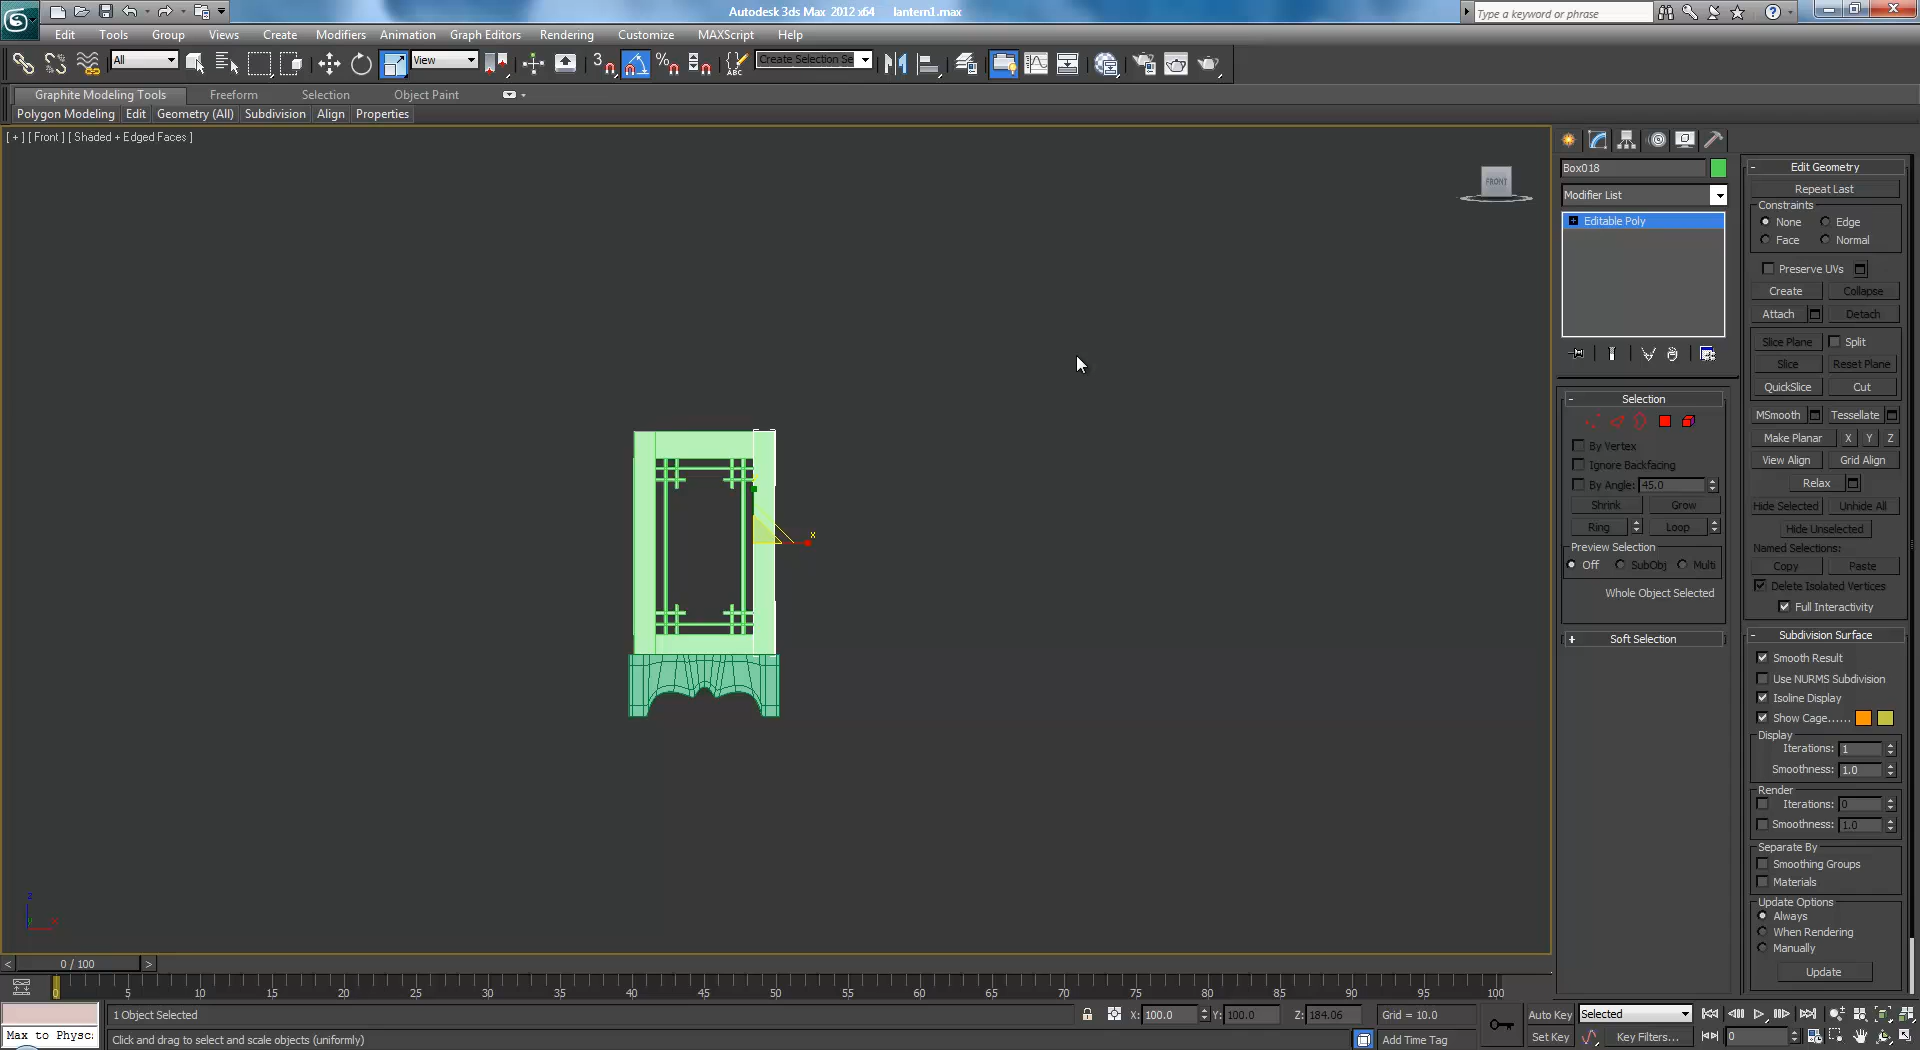 Autodesk 3ds Max 2012 x64 lantern1.max
Type a keyword or phrase
Edit Tools Group Views Create Modifiers Animation Graph Editors Rendering Customize MAXScript Help
All View Create Selection Se
Graphite Modeling Tools Freeform Selection Object Paint
Polygon Modeling Edit Geometry (All) Subdivision Align Properties
[ + ] [ Front ] [ Shaded + Edged Faces ]
FRONT
x
z
x
Box018
Modifier List
Editable Poly
- Selection
By Vertex
Ignore Backfacing
By Angle: 45.0
Shrink Grow
Ring Loop
Preview Selection
Off SubObj Multi
Whole Object Selected
+ Soft Selection
- Edit Geometry
Repeat Last
Constraints
None Edge
Face Normal
Preserve UVs
Create Collapse
Attach Detach
Slice Plane Split
Slice Reset Plane
QuickSlice Cut
MSmooth Tessellate
Make Planar X Y Z
View Align Grid Align
Relax
Hide Selected Unhide All
Hide Unselected
Named Selections:
Copy Paste
Delete Isolated Vertices
Full Interactivity
- Subdivision Surface
Smooth Result
Use NURMS Subdivision
Isoline Display
Show Cage......
Display
Iterations: 1
Smoothness: 1.0
Render
Iterations: 0
Smoothness: 1.0
Separate By
Smoothing Groups
Materials
Update Options
Always
When Rendering
Manually
Update
< 0 / 100 >
0 5 10 15 20 25 30 35 40 45 50 55 60 65 70 75 80 85 90 95 100
1 Object Selected X: 100.0 Y: 100.0 Z: 184.06 Grid = 10.0 Auto Key Selected
Max to Physc: Click and drag to select and scale objects (uniformly) Add Time Tag Set Key Key Filters... 0